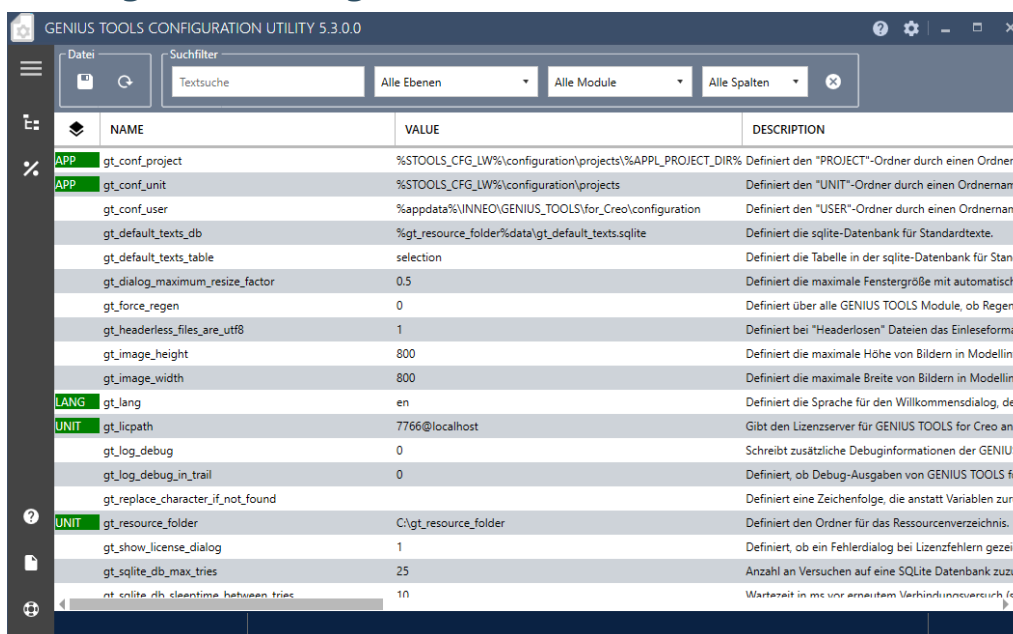 GENIUS TOOLS CONFIGURATION UTILITY 5.3.0.0
Datei
Suchfilter
Textsuche
Alle Ebenen
Alle Module
Alle Spalten
NAME VALUE DESCRIPTION
APP gt_conf_project %STOOLS_CFG_LW%\configuration\projects\%APPL_PROJECT_DIR% Definiert den "PROJECT"-Ordner durch einen Ordner
APP gt_conf_unit %STOOLS_CFG_LW%\configuration\projects Definiert den "UNIT"-Ordner durch einen Ordnernam
gt_conf_user %appdata%\INNEO\GENIUS_TOOLS\for_Creo\configuration Definiert den "USER"-Ordner durch einen Ordnernan
gt_default_texts_db %gt_resource_folder%data\gt_default_texts.sqlite Definiert die sqlite-Datenbank für Standardtexte.
gt_default_texts_table selection Definiert die Tabelle in der sqlite-Datenbank für Stan
gt_dialog_maximum_resize_factor 0.5 Definiert die maximale Fenstergröße mit automatisch
gt_force_regen 0 Definiert über alle GENIUS TOOLS Module, ob Regen
gt_headerless_files_are_utf8 1 Definiert bei "Headerlosen" Dateien das Einleseforma
gt_image_height 800 Definiert die maximale Höhe von Bildern in Modellin
gt_image_width 800 Definiert die maximale Breite von Bildern in Modellin
LANG gt_lang en Definiert die Sprache für den Willkommensdialog, de
UNIT gt_licpath 7766@localhost Gibt den Lizenzserver für GENIUS TOOLS for Creo an
gt_log_debug 0 Schreibt zusätzliche Debuginformationen der GENIU
gt_log_debug_in_trail 0 Definiert, ob Debug-Ausgaben von GENIUS TOOLS f
gt_replace_character_if_not_found Definiert eine Zeichenfolge, die anstatt Variablen zur
UNIT gt_resource_folder C:\gt_resource_folder Definiert den Ordner für das Ressourcenverzeichnis.
gt_show_license_dialog 1 Definiert, ob ein Fehlerdialog bei Lizenzfehlern gezei
gt_sqlite_db_max_tries 25 Anzahl an Versuchen auf eine SQLite Datenbank zuzu
gt_sqlite_db_sleeptime_between_tries 10 Wartezeit in ms vor erneutem Verbindungsversuch (s